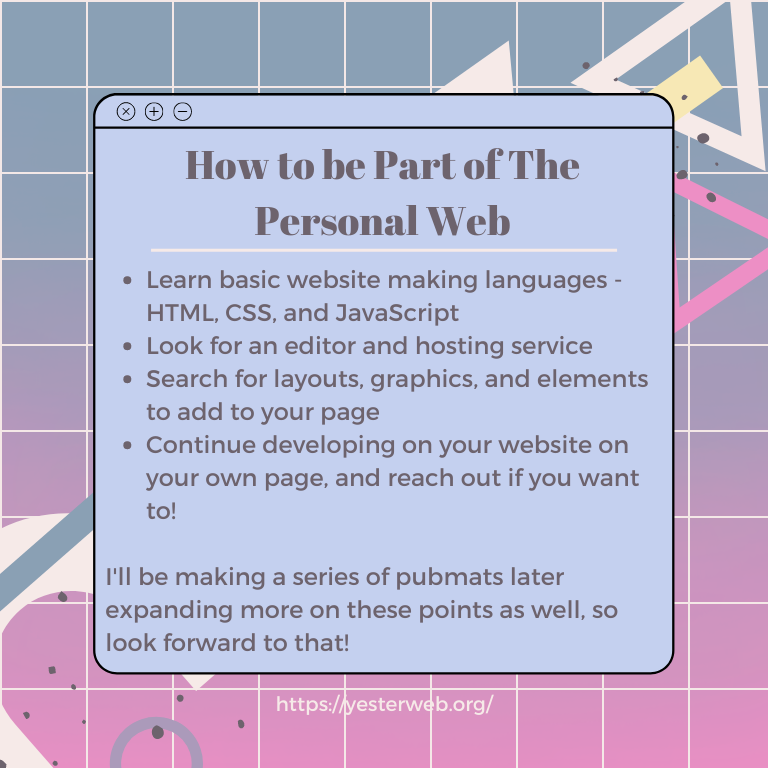 How to be Part of The
Personal Web
• Learn basic website making languages -
HTML, CSS, and JavaScript
• Look for an editor and hosting service
• Search for layouts, graphics, and elements
to add to your page
• Continue developing on your website on
your own page, and reach out if you want
to!
I'll be making a series of pubmats later
expanding more on these points as well, so
look forward to that!
https://yesterweb.org/